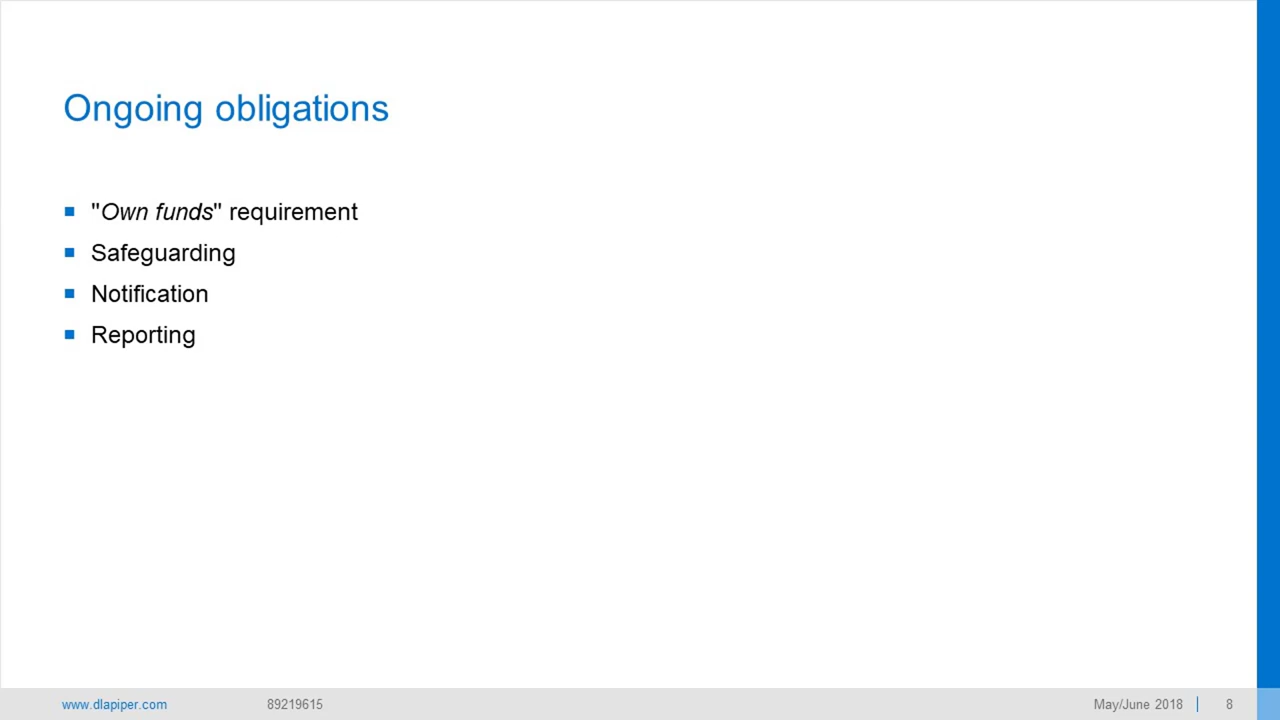 Ongoing obligations
"Own funds" requirement
Safeguarding
Notification
Reporting
www.dlapiper.com 89219615 May/June 2018 8